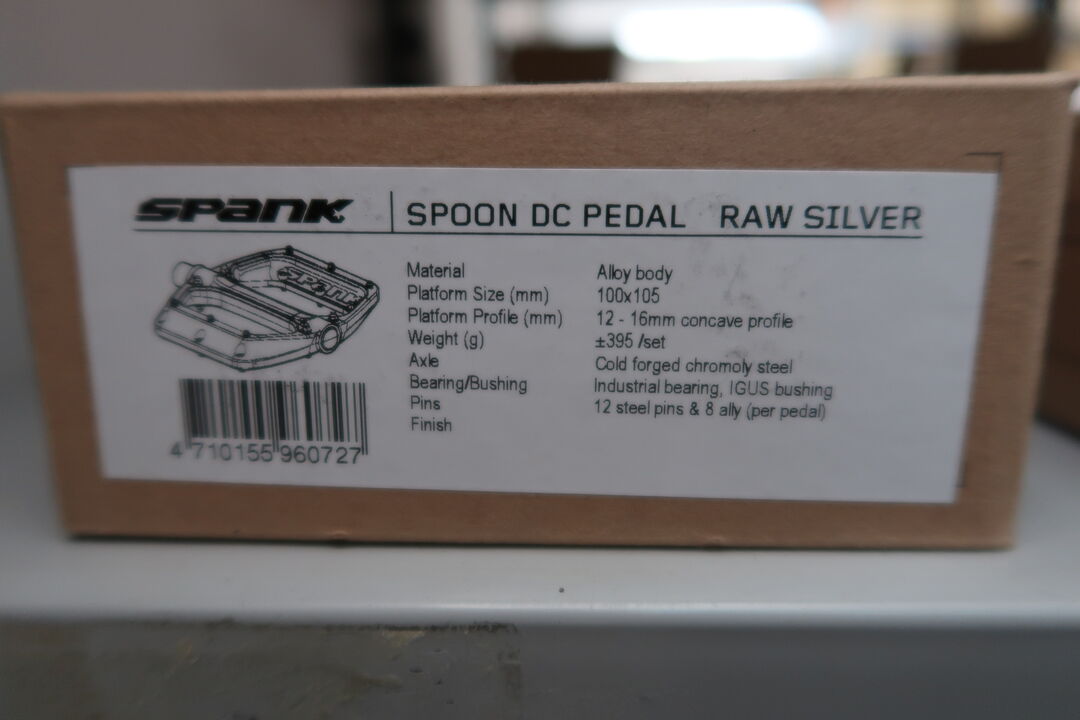 SPANK SPOON DC PEDAL RAW SILVER
SPANK
Material Alloy body
Platform Size (mm) 100x105
Platform Profile (mm) 12 - 16mm concave profile
Weight (g) ±395 /set
Axle Cold forged chromoly steel
Bearing/Bushing Industrial bearing, IGUS bushing
Pins 12 steel pins & 8 ally (per pedal)
Finish
4 710155 960727